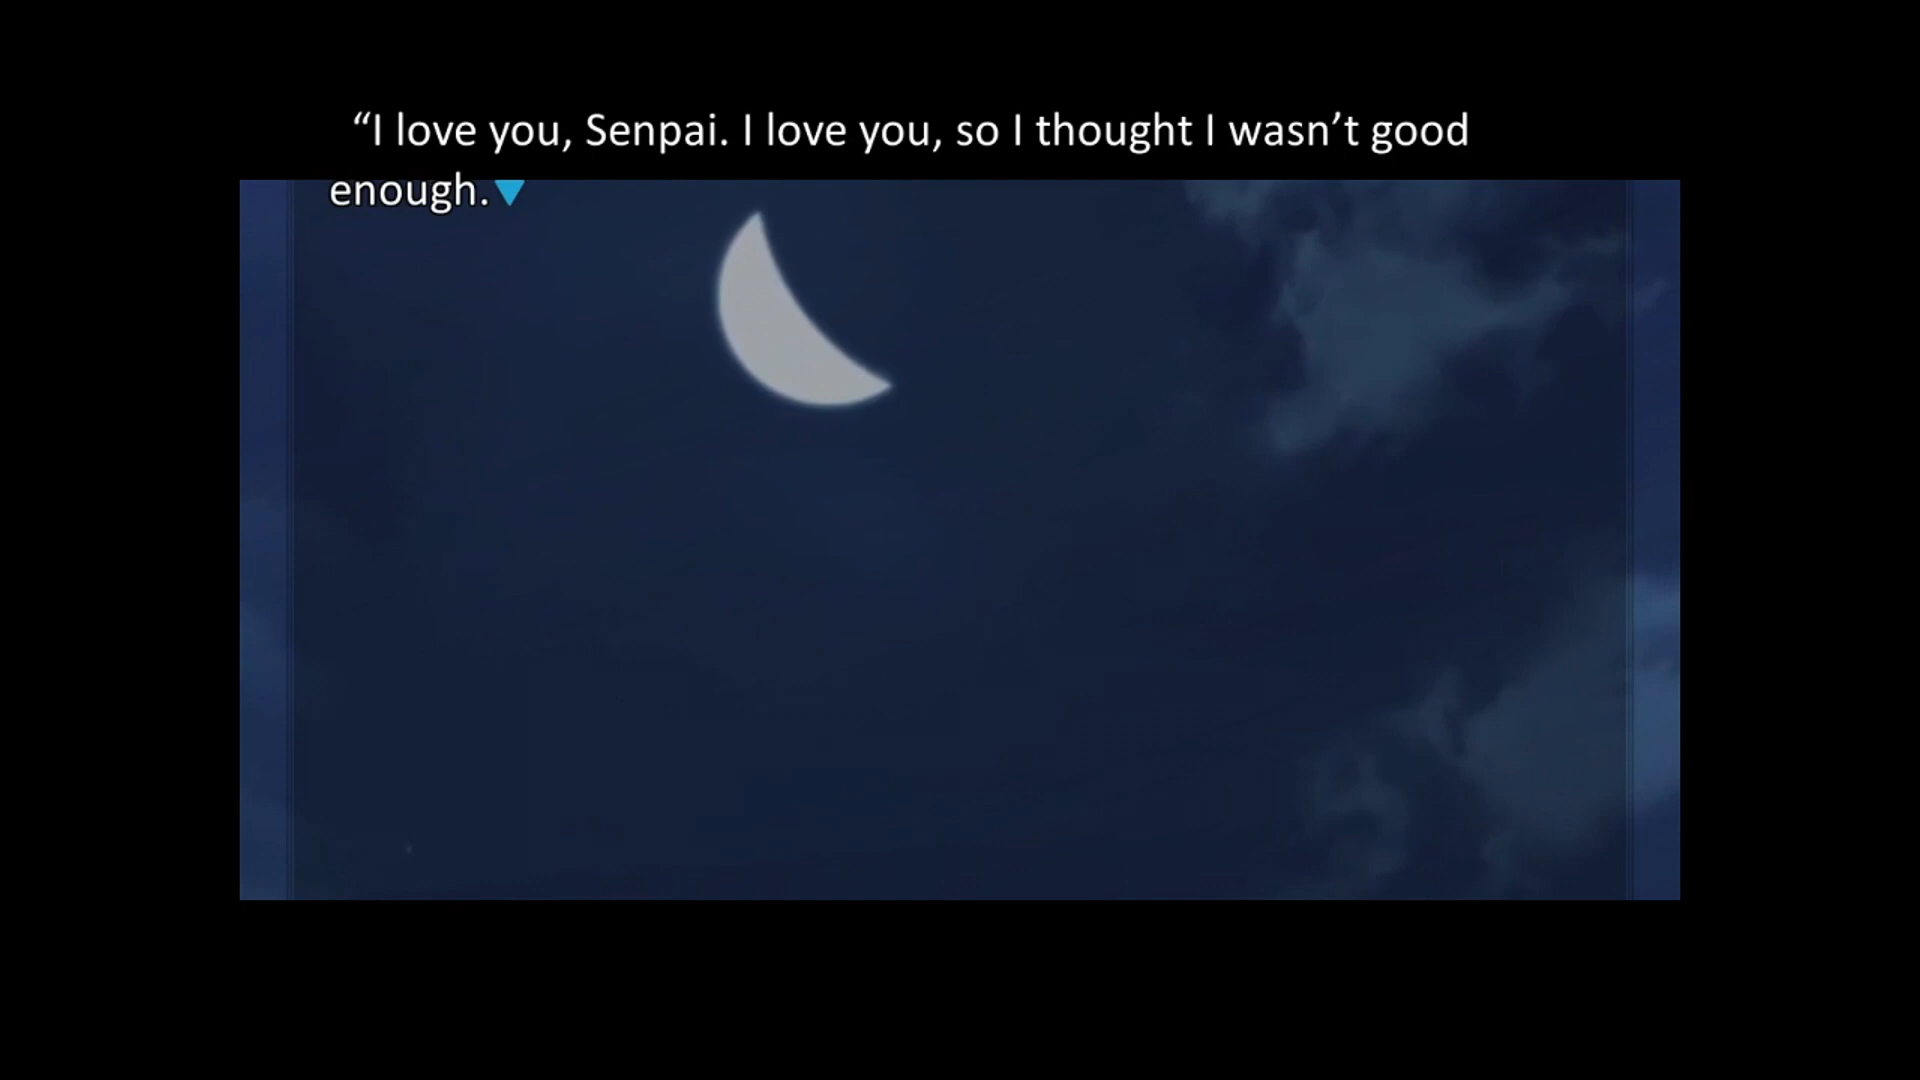 “I love you, Senpai. I love you, so I thought I wasn’t good
enough.